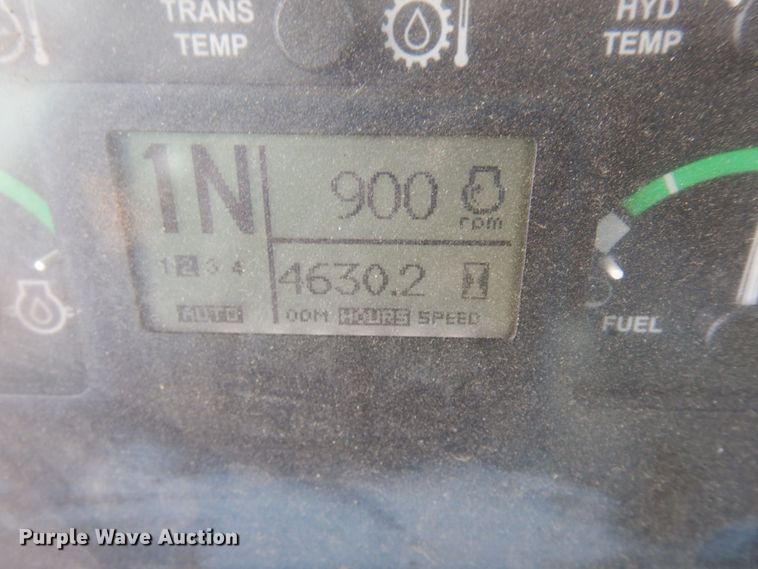 TRANS
TEMP
HYD
TEMP
1N
900
rpm
1 2 3 4
4630.2
AUTO
ODM HOURS SPEED
FUEL
Purple Wave Auction